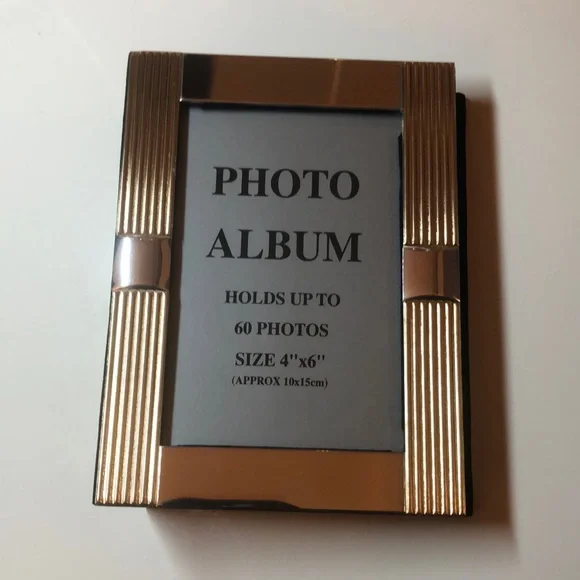 PHOTO
ALBUM
HOLDS UP TO
60 PHOTOS
SIZE 4"x6"
(APPROX 10x15cm)